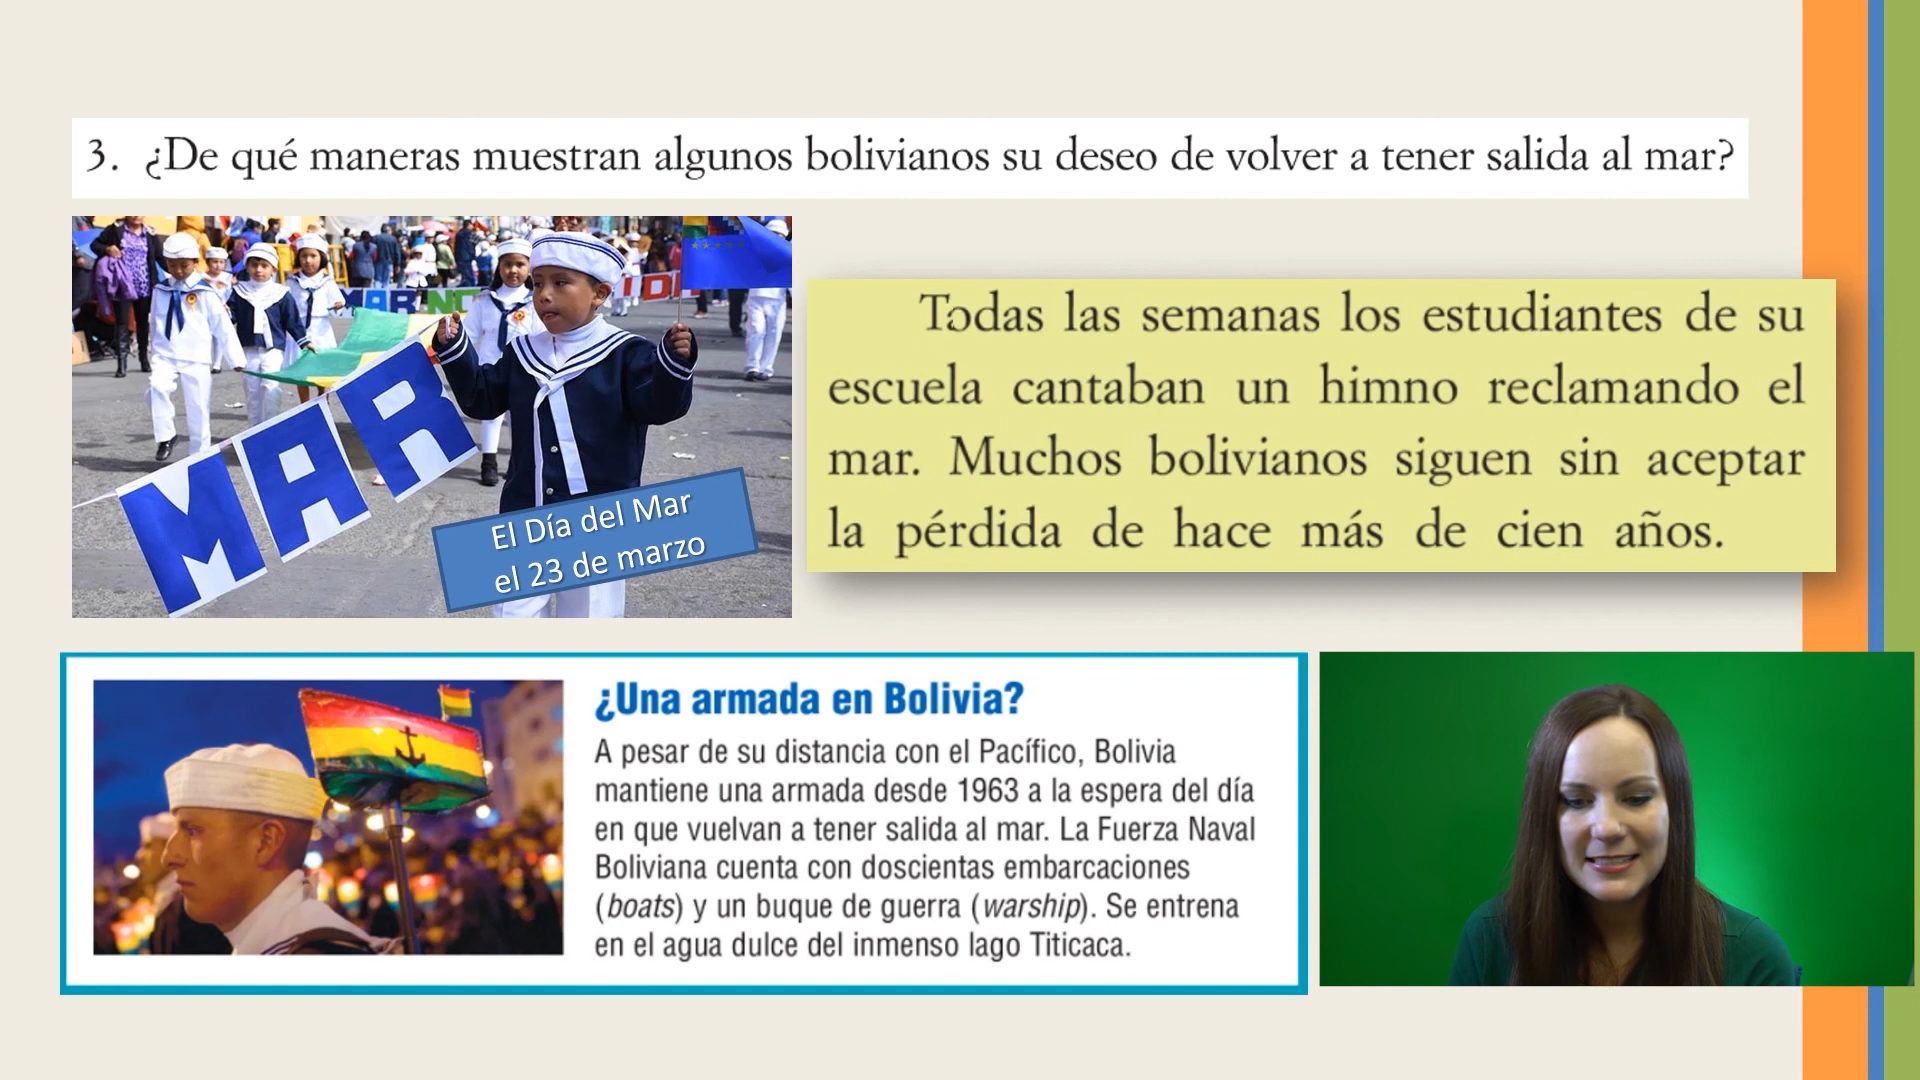 3. ¿De qué maneras muestran algunos bolivianos su deseo de volver a tener salida al mar?
MAR
El Día del Mar
el 23 de marzo
Todas las semanas los estudiantes de su
escuela cantaban un himno reclamando el
mar. Muchos bolivianos siguen sin aceptar
la pérdida de hace más de cien años.
¿Una armada en Bolivia?
A pesar de su distancia con el Pacífico, Bolivia
mantiene una armada desde 1963 a la espera del día
en que vuelvan a tener salida al mar. La Fuerza Naval
Boliviana cuenta con doscientas embarcaciones
(boats) y un buque de guerra (warship). Se entrena
en el agua dulce del inmenso lago Titicaca.